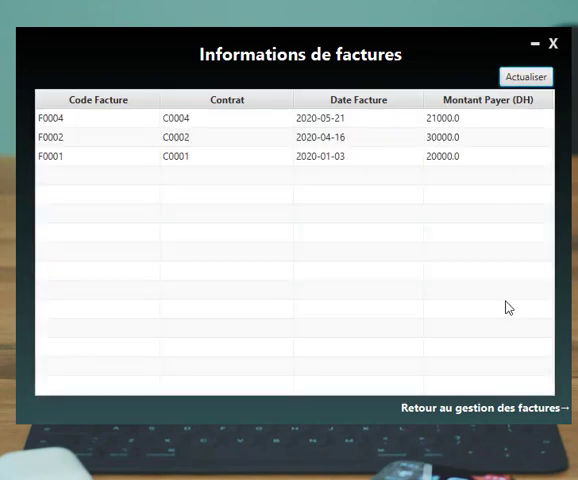 Informations de factures
– X
Actualiser
Code Facture Contrat Date Facture Montant Payer (DH)
F0004 C0004 2020-05-21 21000.0
F0002 C0002 2020-04-16 30000.0
F0001 C0001 2020-01-03 20000.0
Retour au gestion des factures→